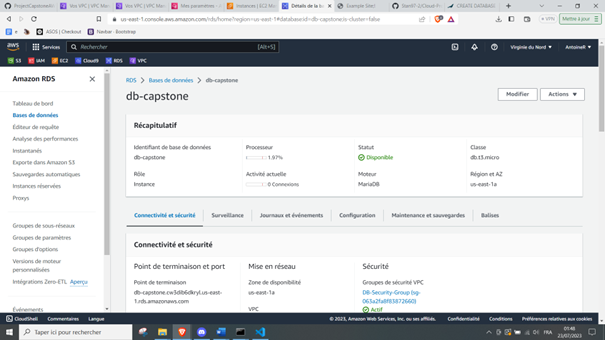 ProjectCapstoneA
Vos VPC | VPC Mo
Vos VPC | VPC Mo
Mes paramètres -
Instances | EC2 M
Détails de la b
Example Site!
StanXF-2/Cloud-P
CREATE DATABAS
us-east-1.console.aws.amazon.com/rds/home?region=us-east-1#database:id=db-capstone;is-cluster=false
VPN
Mettre à jour
ASOS | Checkout
Navbar · Bootstrap
aws
Services
Rechercher
[Alt+S]
Virginie du Nord
AntoineR
S3
IAM
EC2
Cloud9
RDS
VPC
Amazon RDS
RDS > Bases de données > db-capstone
db-capstone
Modifier
Actions
Tableau de bord
Bases de données
Éditeur de requête
Analyse des performances
Instantanés
Exporte dans Amazon S3
Sauvegardes automatiques
Instances réservées
Proxys
Groupes de sous-réseaux
Groupes de paramètres
Groupes d'options
Versions de moteur
personnalisées
Intégrations Zero-ETL Aperçu
Événements
Récapitulatif
Identifiant de base de données
db-capstone
Processeur
1.97%
Statut
Disponible
Classe
db.t3.micro
Rôle
Instance
Activité actuelle
0 Connexions
Moteur
MariaDB
Région et AZ
us-east-1a
Connectivité et sécurité
Surveillance
Journaux et événements
Configuration
Maintenance et sauvegardes
Balises
Connectivité et sécurité
Point de terminaison et port
Point de terminaison
db-capstone.cw3dib6dkryl.us-east-
1.rds.amazonaws.com
Mise en réseau
Zone de disponibilité
us-east-1a
VPC
Sécurité
Groupes de sécurité VPC
DB-Security-Group (sg-
063a2fa8f83872660)
Actif
CloudShell
Commentaires
Langue
© 2023, Amazon Web Services, Inc. ou ses affiliés.
Confidentialité
Conditions
Préférences relatives aux cookies
Taper ici pour rechercher
FRA
01:48
23/07/2023